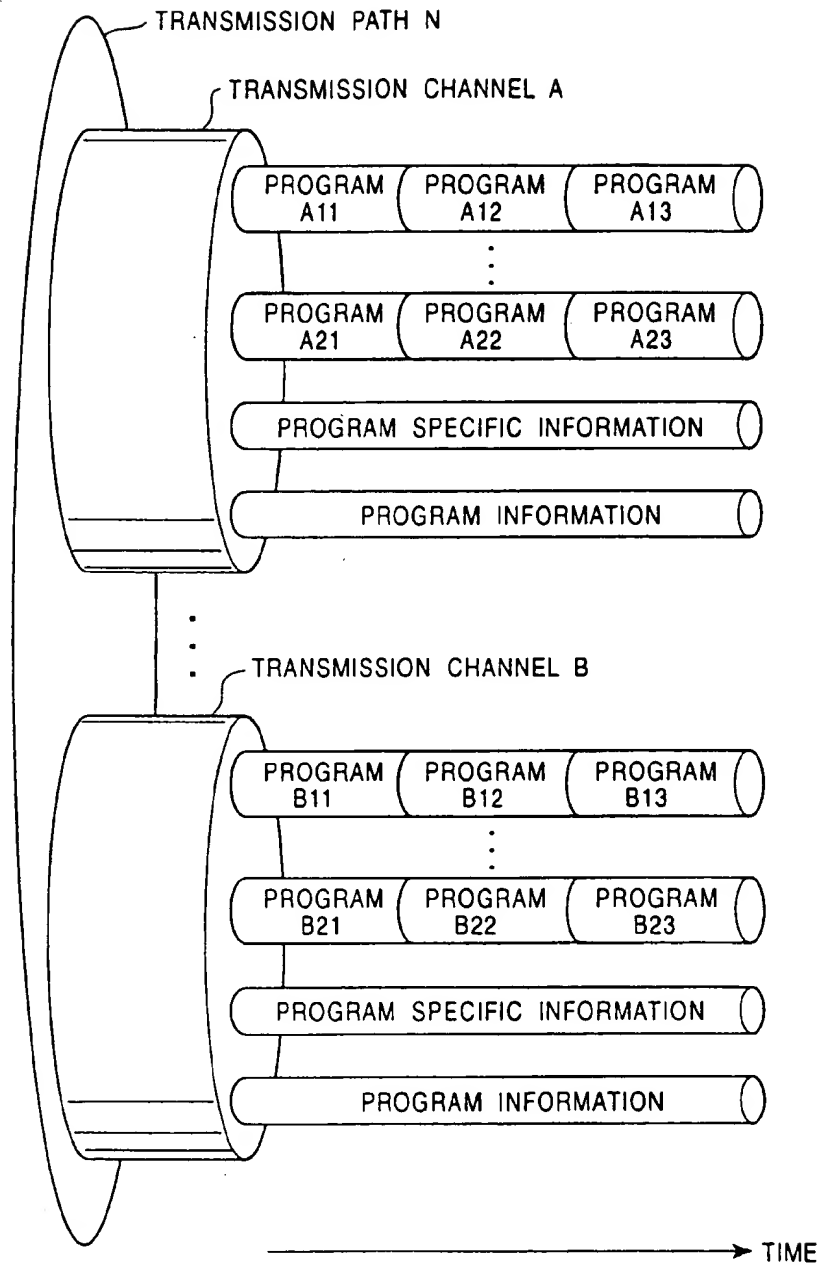 TRANSMISSION PATH N
TRANSMISSION CHANNEL A
PROGRAM A11
PROGRAM A12
PROGRAM A13
PROGRAM A21
PROGRAM A22
PROGRAM A23
PROGRAM SPECIFIC INFORMATION
PROGRAM INFORMATION
TRANSMISSION CHANNEL B
PROGRAM B11
PROGRAM B12
PROGRAM B13
PROGRAM B21
PROGRAM B22
PROGRAM B23
PROGRAM SPECIFIC INFORMATION
PROGRAM INFORMATION
TIME